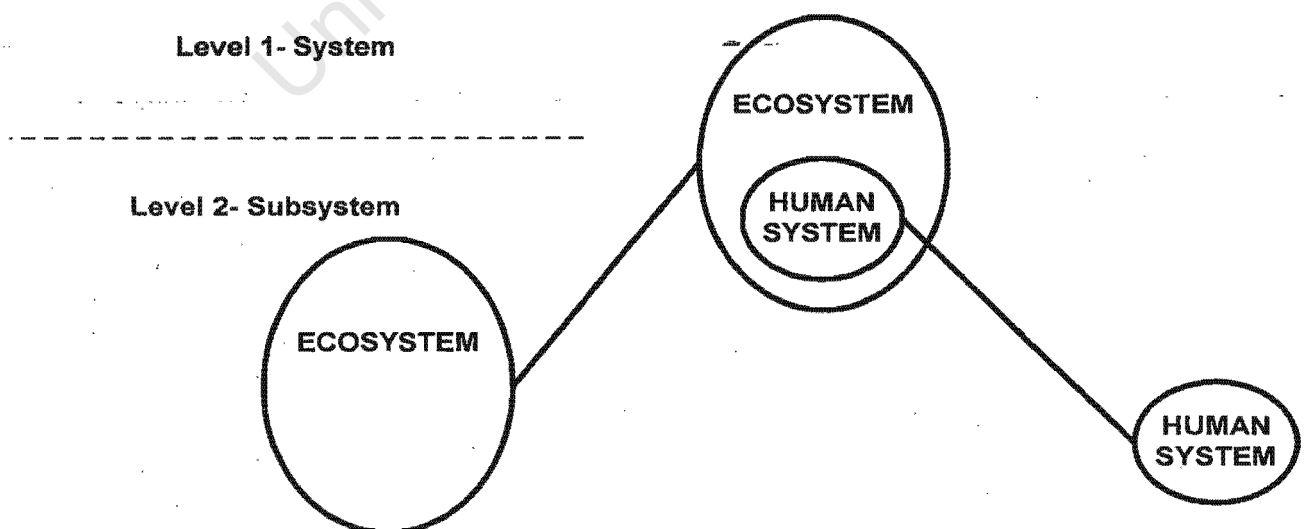 Level 1- System
ECOSYSTEM
HUMAN
SYSTEM
Level 2- Subsystem
ECOSYSTEM
HUMAN
SYSTEM